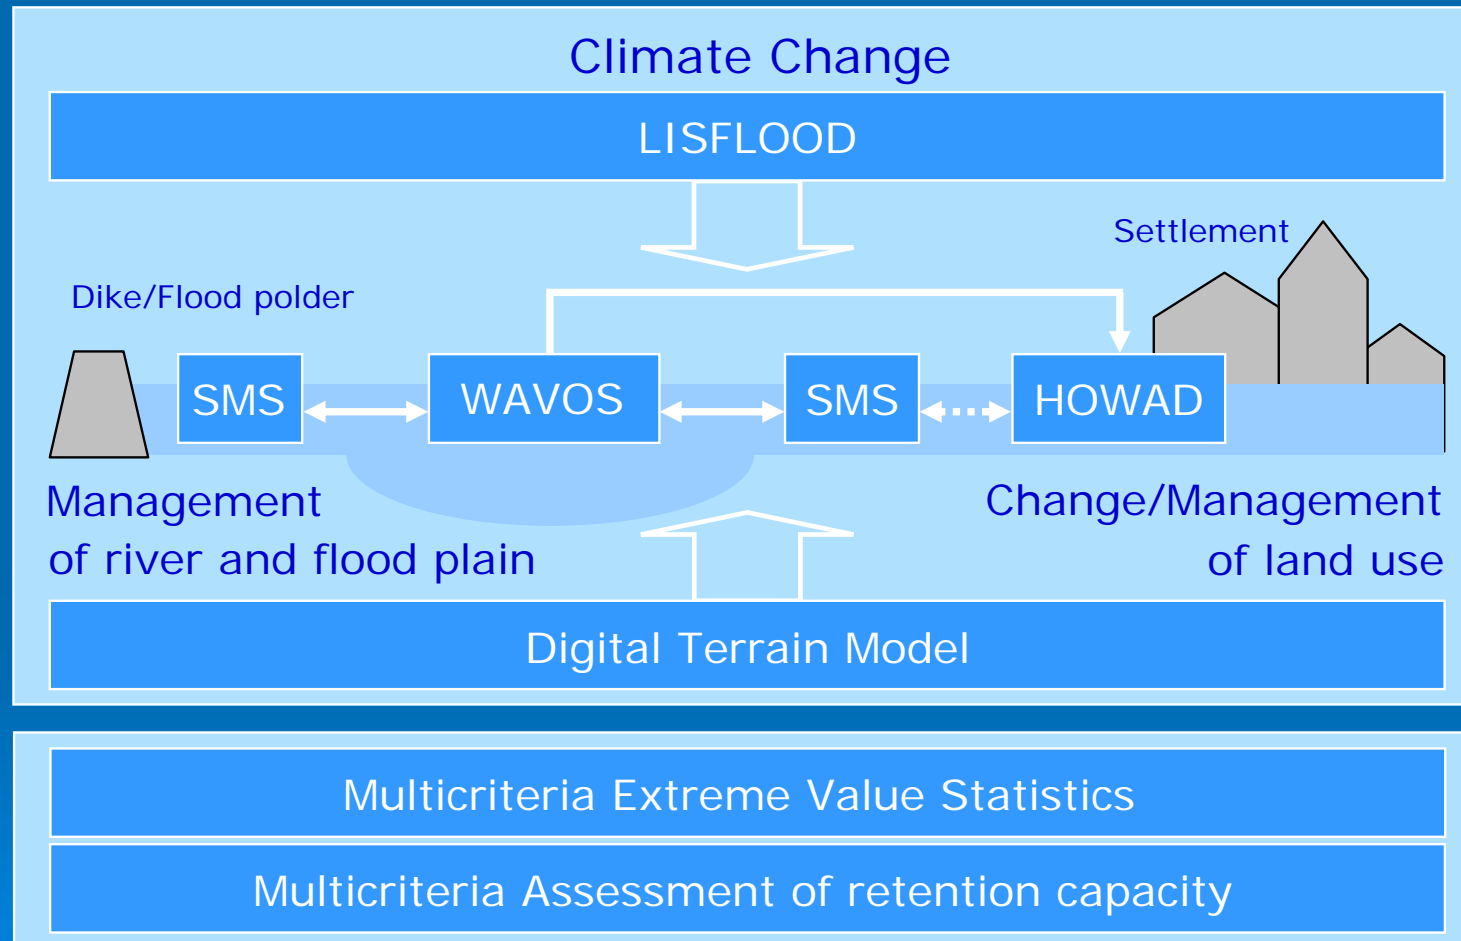 Climate Change
LISFLOOD
Settlement
Dike/Flood polder
SMS
WAVOS
SMS
HOWAD
Management
of river and flood plain
Change/Management
of land use
Digital Terrain Model
Multicriteria Extreme Value Statistics
Multicriteria Assessment of retention capacity